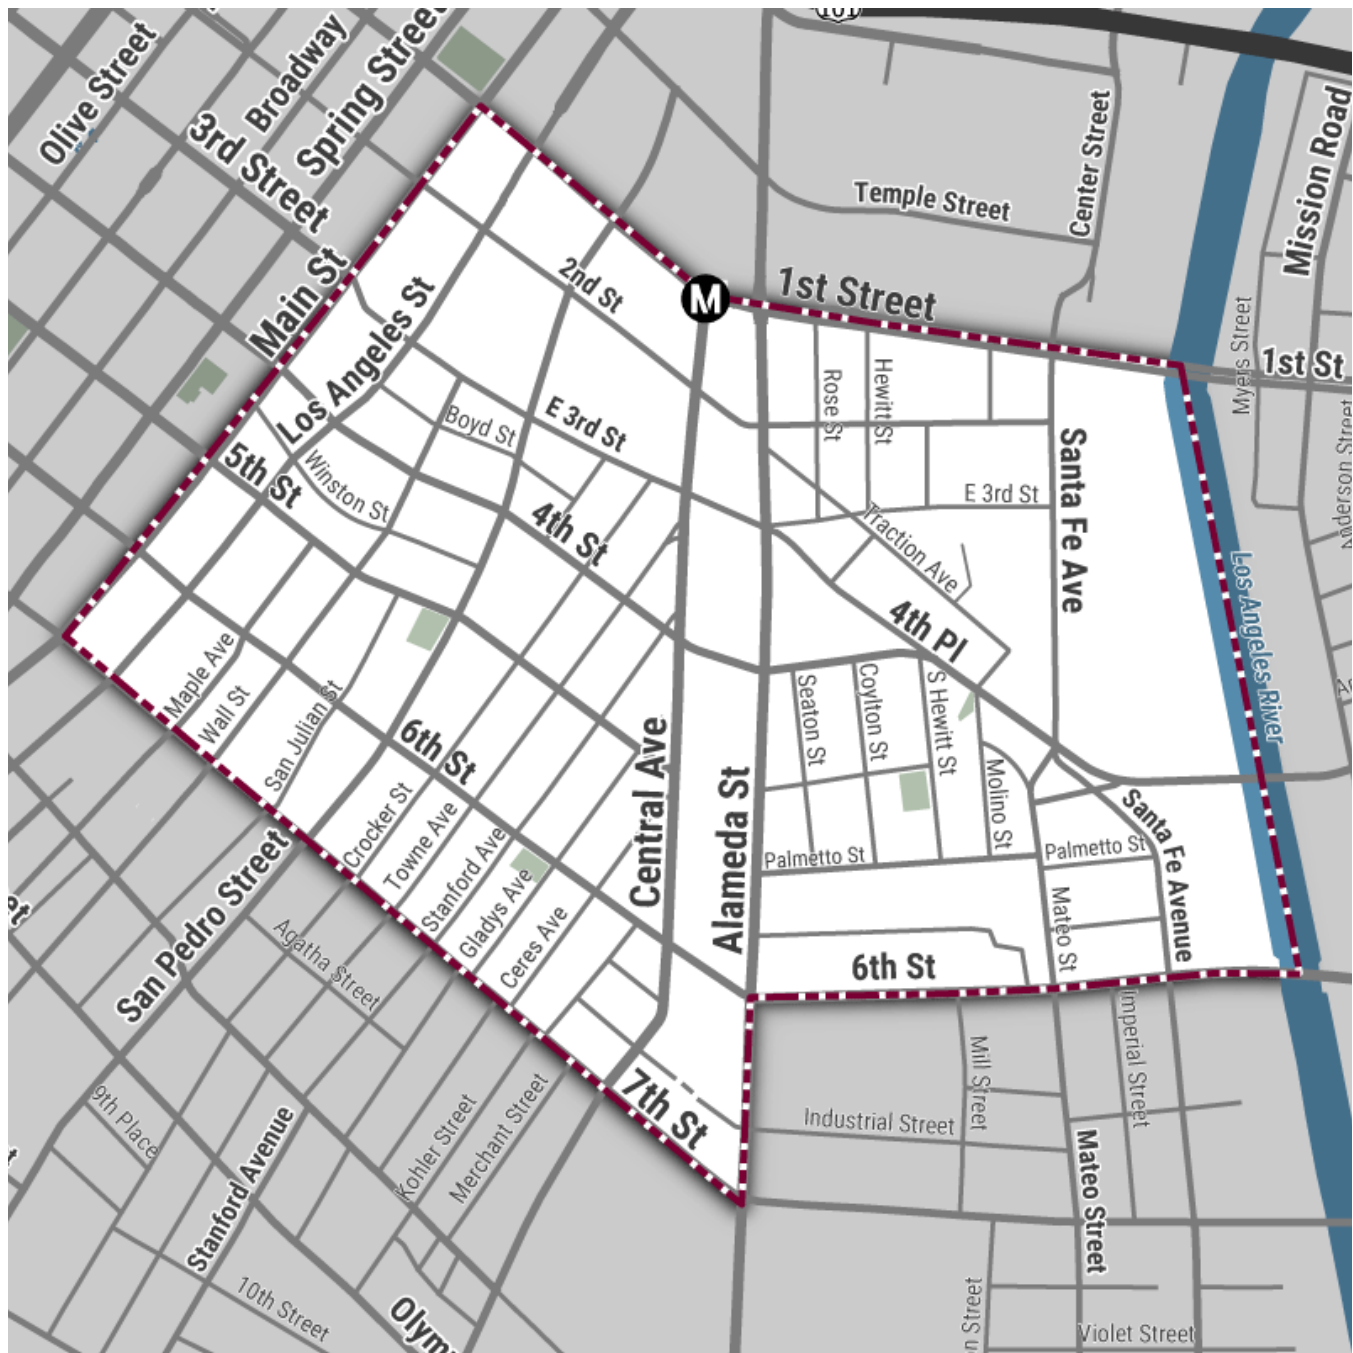 101
Olive Street
Broadway
Spring Street
3rd Street
Main St
Los Angeles St
Temple Street
Center Street
Mission Road
1st Street
M
2nd St
Rose St
Hewitt St
Myers Street
1st St
Anderson Street
Boyd St
E 3rd St
Winston St
5th St
4th St
E 3rd St
Santa Fe Ave
Traction Ave
4th Pl
Los Angeles River
Maple Ave
Wall St
San Julian St
6th St
Central Ave
Alameda St
Seaton St
Coylton St
S Hewitt St
Molino St
Santa Fe Avenue
Palmetto St
Palmetto St
Mateo St
Crocker St
Towne Ave
Stanford Ave
Gladys Ave
Ceres Ave
San Pedro Street
Agatha Street
6th St
7th St
Mill Street
Imperial Street
Industrial Street
Mateo Street
9th Place
Stanford Avenue
Kohler Street
Merchant Street
10th Street
Olymp
n Street
Violet Street
et
t
A